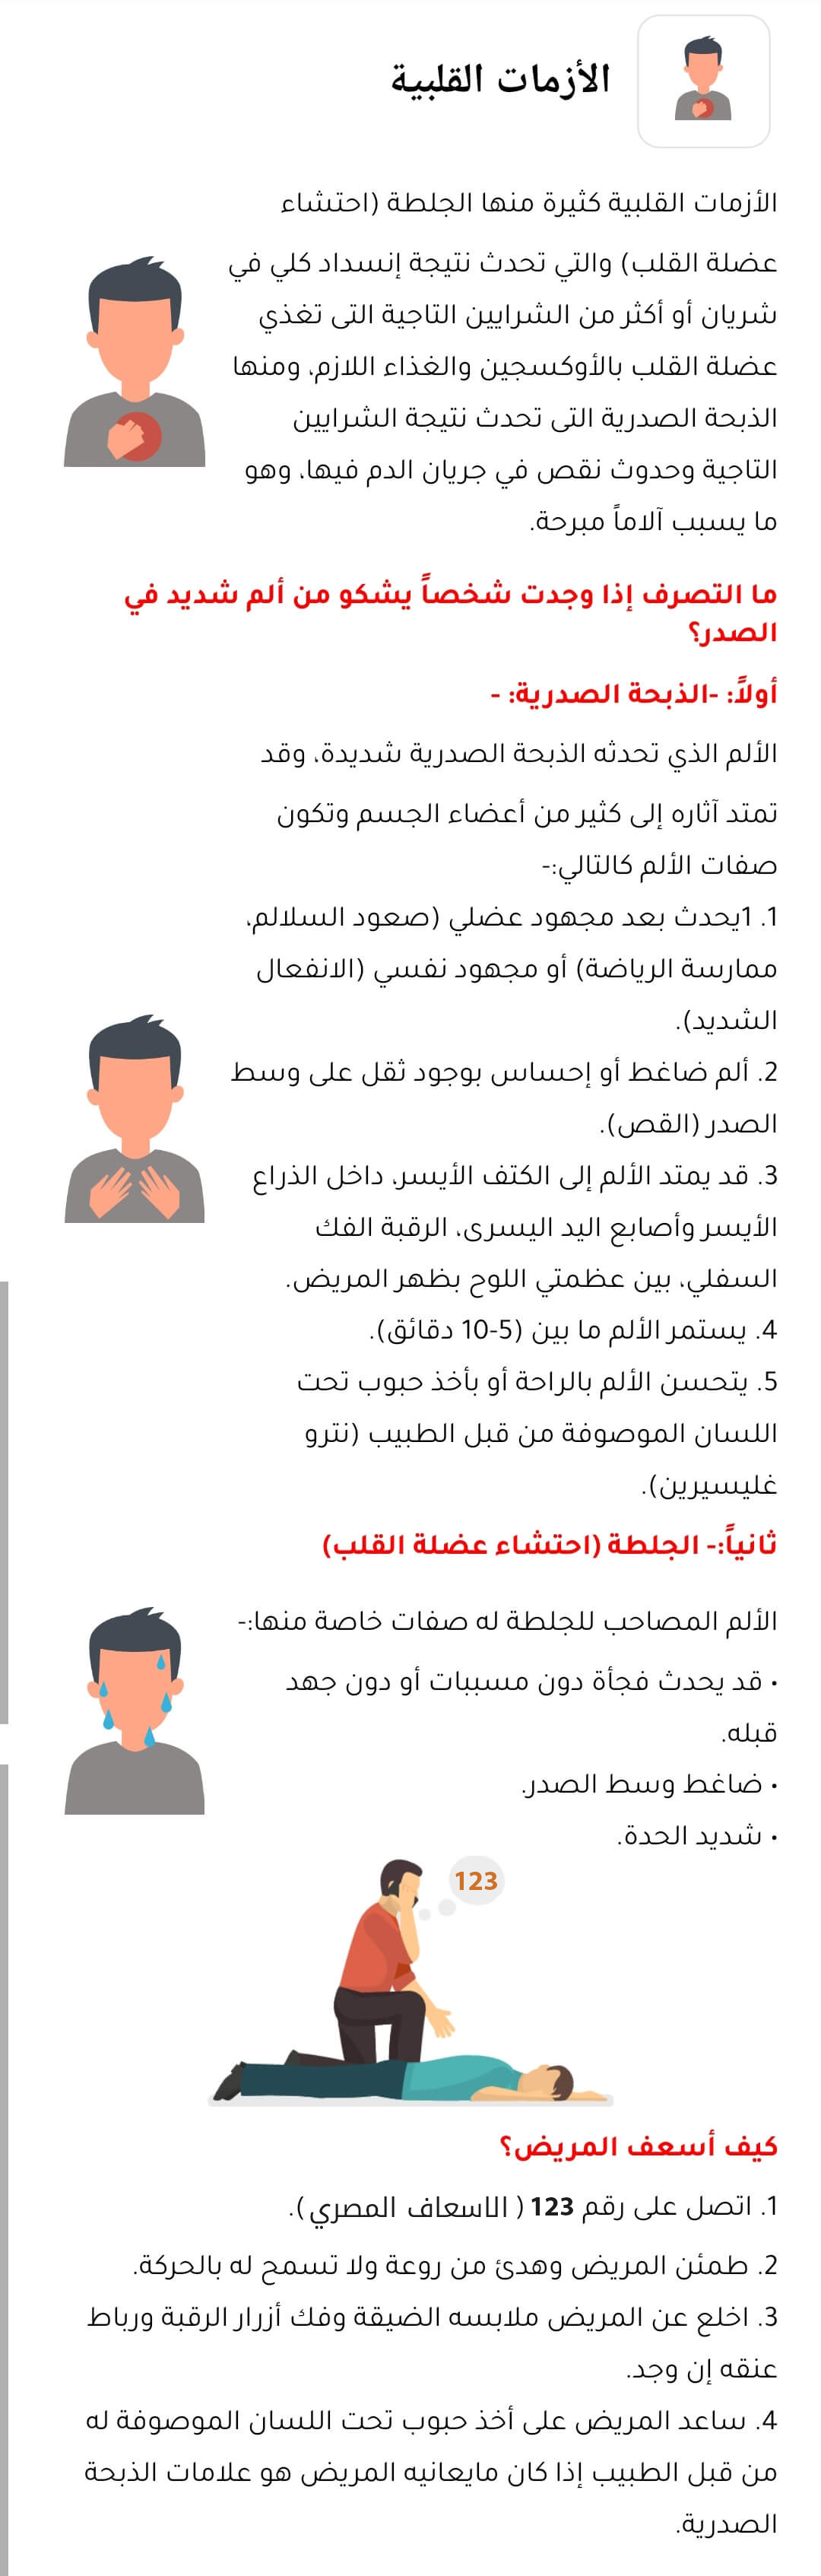 الأزمات القلبية
الأزمات القلبية كثيرة منها الجلطة (احتشاء
عضلة القلب) والتي تحدث نتيجة إنسداد كلي في
شريان أو أكثر من الشرايين التاجية التى تغذي
عضلة القلب بالأوكسجين والغذاء اللازم، ومنها
الذبحة الصدرية التى تحدث نتيجة الشرايين
التاجية وحدوث نقص في جريان الدم فيها، وهو
ما يسبب آلاماً مبرحة.
ما التصرف إذا وجدت شخصاً يشكو من ألم شديد في
الصدر؟
أولاً: -الذبحة الصدرية: -
الألم الذي تحدثه الذبحة الصدرية شديدة، وقد
تمتد آثاره إلى كثير من أعضاء الجسم وتكون
صفات الألم كالتالي:-
1. 1يحدث بعد مجهود عضلي (صعود السلالم،
ممارسة الرياضة) أو مجهود نفسي (الانفعال
الشديد).
2. ألم ضاغط أو إحساس بوجود ثقل على وسط
الصدر (القص).
3. قد يمتد الألم إلى الكتف الأيسر، داخل الذراع
الأيسر وأصابع اليد اليسرى، الرقبة الفك
السفلي، بين عظمتي اللوح بظهر المريض.
4. يستمر الألم ما بين (5-10 دقائق).
5. يتحسن الألم بالراحة أو بأخذ حبوب تحت
اللسان الموصوفة من قبل الطبيب (نترو
غليسيرين).
ثانياً:- الجلطة (احتشاء عضلة القلب)
الألم المصاحب للجلطة له صفات خاصة منها:-
• قد يحدث فجأة دون مسببات أو دون جهد
قبله.
• ضاغط وسط الصدر.
• شديد الحدة.
123
كيف أسعف المريض؟
1. اتصل على رقم 123 ( الاسعاف المصري ).
2. طمئن المريض وهدئ من روعة ولا تسمح له بالحركة.
3. اخلع عن المريض ملابسه الضيقة وفك أزرار الرقبة ورباط
عنقه إن وجد.
4. ساعد المريض على أخذ حبوب تحت اللسان الموصوفة له
من قبل الطبيب إذا كان مايعانيه المريض هو علامات الذبحة
الصدرية.